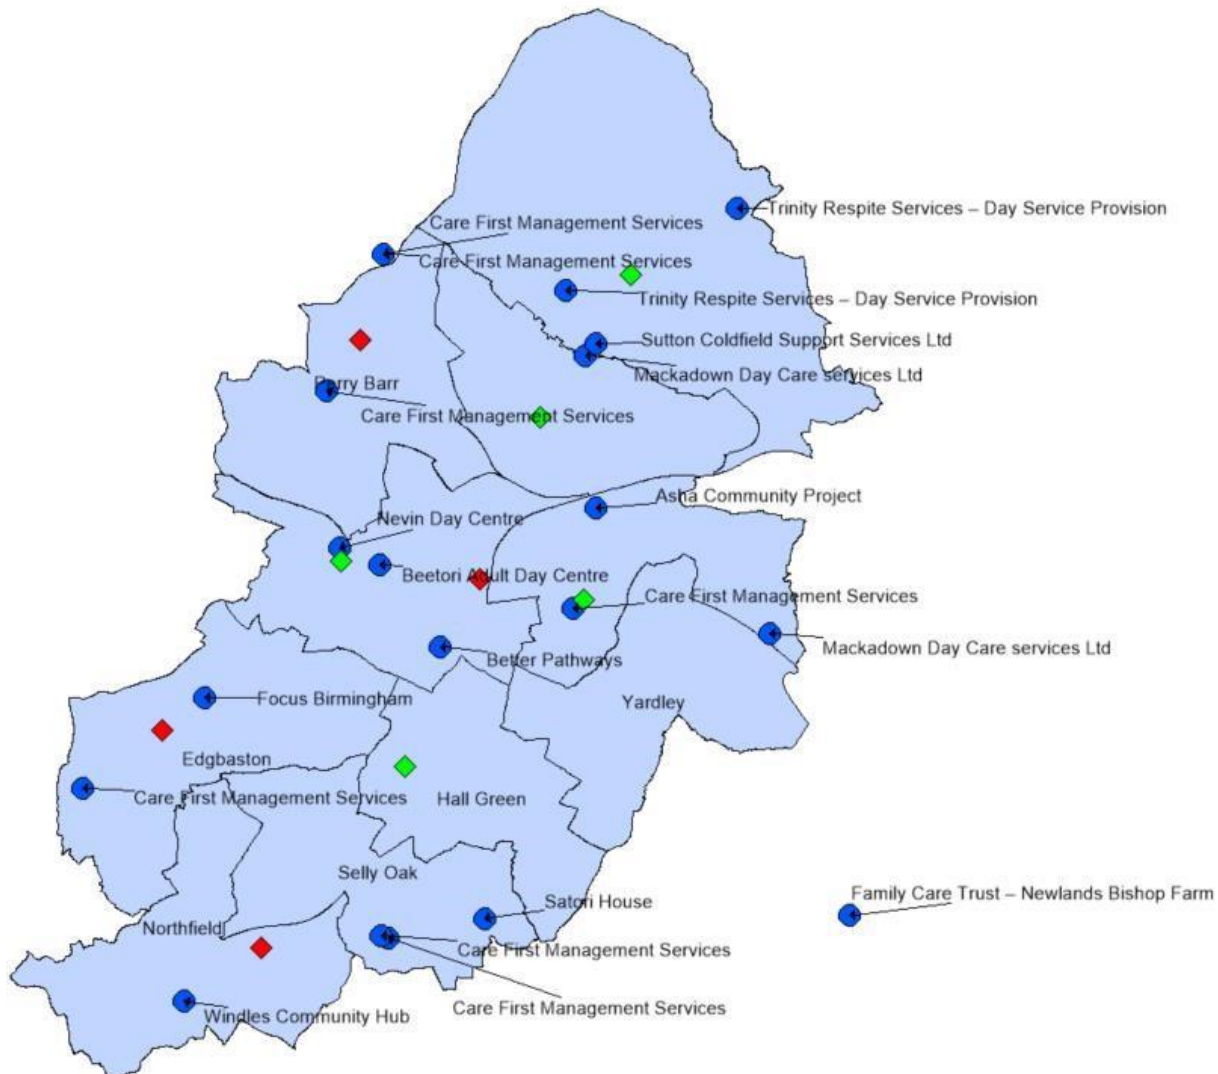 Trinity Respite Services – Day Service Provision
Care First Management Services
Care First Management Services
Trinity Respite Services – Day Service Provision
Sutton Coldfield Support Services Ltd
Mackadown Day Care services Ltd
Perry Barr
Care First Management Services
Asha Community Project
Nevin Day Centre
Beetori Adult Day Centre
Care First Management Services
Mackadown Day Care services Ltd
Better Pathways
Focus Birmingham
Yardley
Edgbaston
Care First Management Services
Hall Green
Selly Oak
Family Care Trust – Newlands Bishop Farm
Satori House
Northfield
Care First Management Services
Care First Management Services
Windles Community Hub